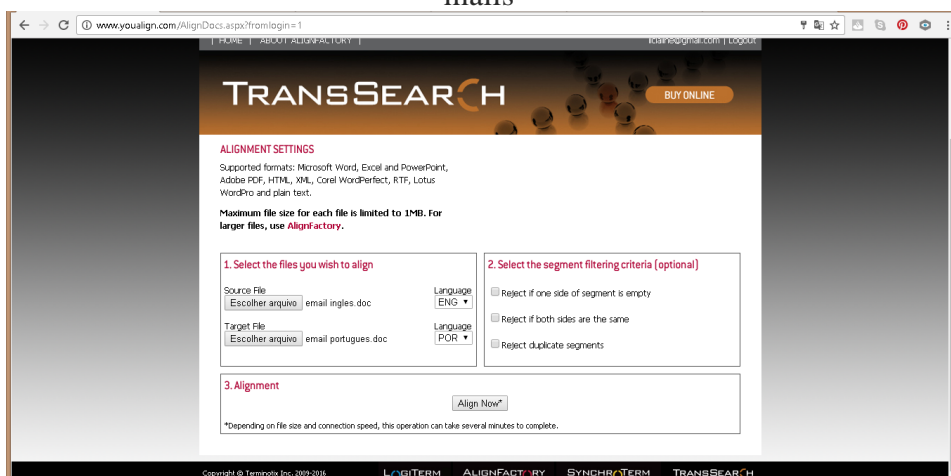 mails
www.youalign.com/AlignDocs.aspx?fromlogin=1
| HOME | ABOUT ALIGNFACTORY |
| Logout
TRANSSEARCH
BUY ONLINE
ALIGNMENT SETTINGS
Supported formats: Microsoft Word, Excel and PowerPoint,
Adobe PDF, HTML, XML, Corel WordPerfect, RTF, Lotus
WordPro and plain text.
Maximum file size for each file is limited to 1MB. For
larger files, use AlignFactory.
1. Select the files you wish to align
Source File Language
Escolher arquivo email ingles.doc ENG
Target File Language
Escolher arquivo email portugues.doc POR
2. Select the segment filtering criteria (optional)
Reject if one side of segment is empty
Reject if both sides are the same
Reject duplicate segments
3. Alignment
Align Now*
*Depending on file size and connection speed, this operation can take several minutes to complete.
Copyright © Terminotix Inc. 2009-2016 LOGITERM ALIGNFACTORY SYNCHROTERM TRANSSEARCH